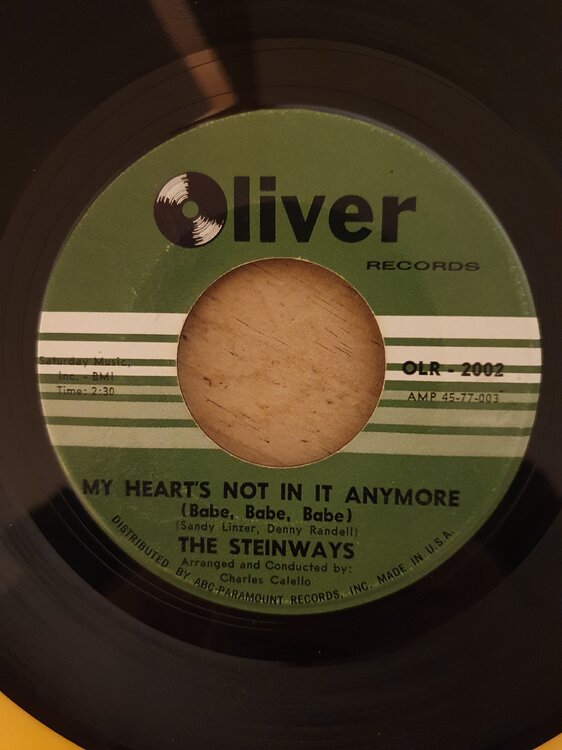 Oliver
RECORDS
Saturday Music,
Inc. - BMI
Time: 2:30
OLR - 2002
AMP 45-77-003
MY HEART'S NOT IN IT ANYMORE
(Babe, Babe, Babe)
(Sandy Linzer, Denny Randell)
THE STEINWAYS
Arranged and Conducted by:
Charles Calello
DISTRIBUTED BY ABC-PARAMOUNT RECORDS, INC. MADE IN U.S.A.